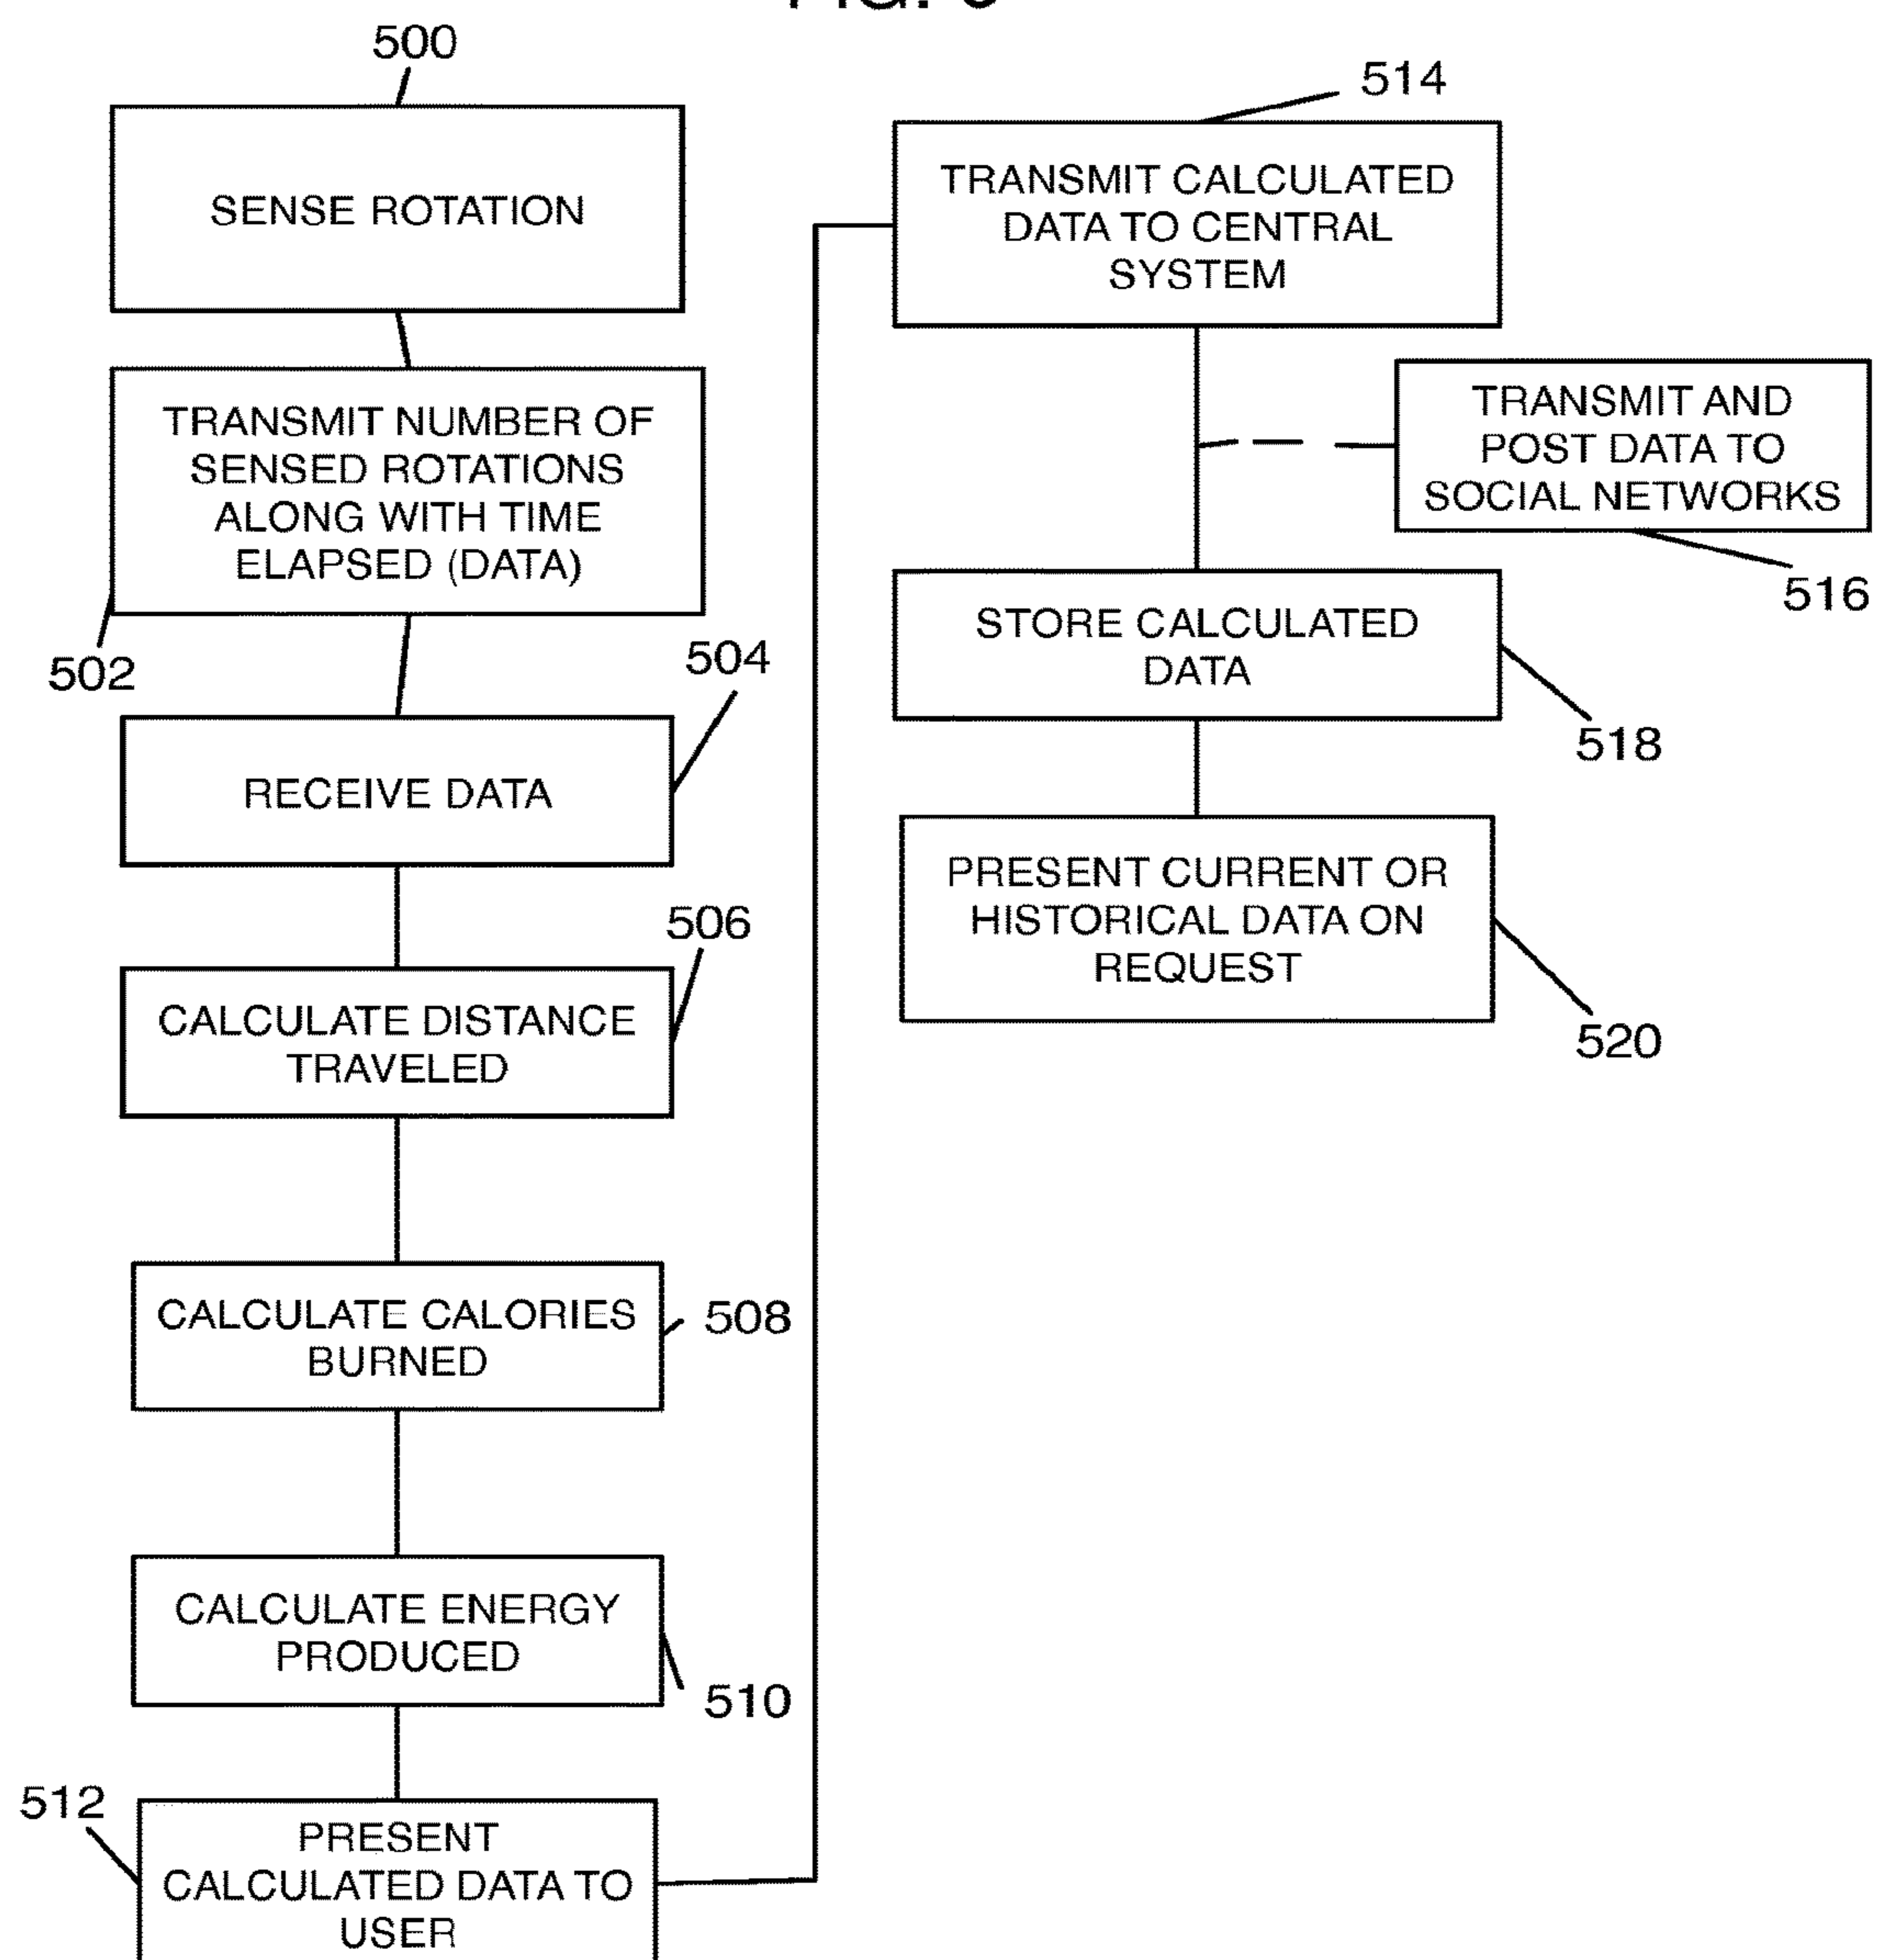 FIG.
500
SENSE ROTATION
TRANSMIT NUMBER OF
SENSED ROTATIONS
ALONG WITH TIME
ELAPSED (DATA)
502
504
RECEIVE DATA
506
CALCULATE DISTANCE
TRAVELED
CALCULATE CALORIES
BURNED
508
CALCULATE ENERGY
PRODUCED
510
512
PRESENT
CALCULATED DATA TO
USER
514
TRANSMIT CALCULATED
DATA TO CENTRAL
SYSTEM
TRANSMIT AND
POST DATA TO
SOCIAL NETWORKS
516
STORE CALCULATED
DATA
518
PRESENT CURRENT OR
HISTORICAL DATA ON
REQUEST
520